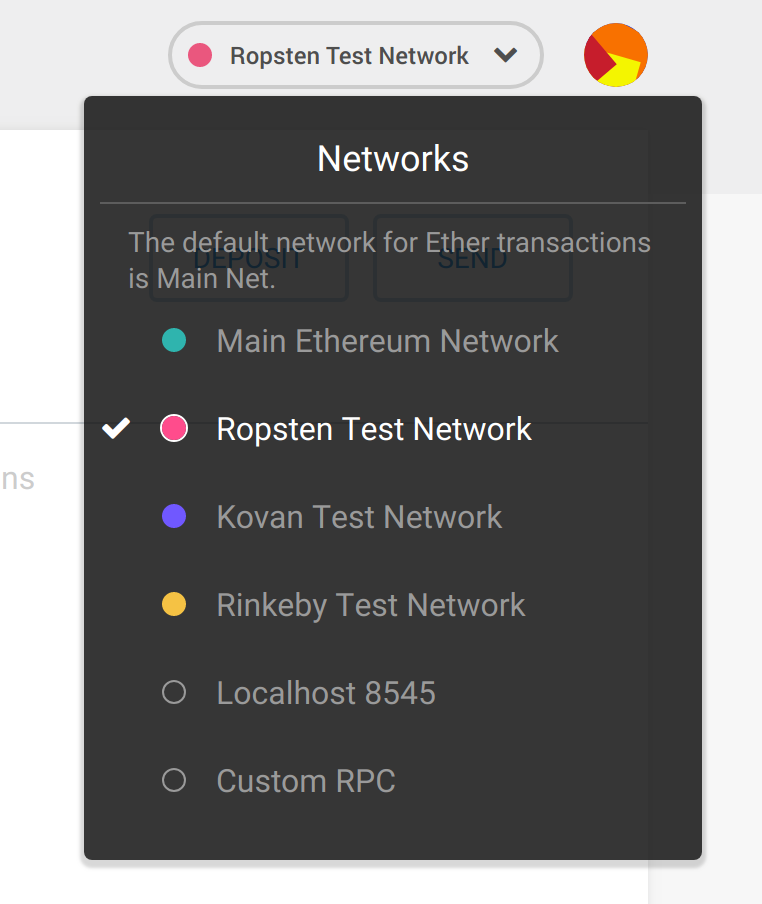 Ropsten Test Network
Networks
The default network for Ether transactions
is Main Net.
DEPOSIT
SEND
Main Ethereum Network
Ropsten Test Network
ns
Kovan Test Network
Rinkeby Test Network
Localhost 8545
Custom RPC